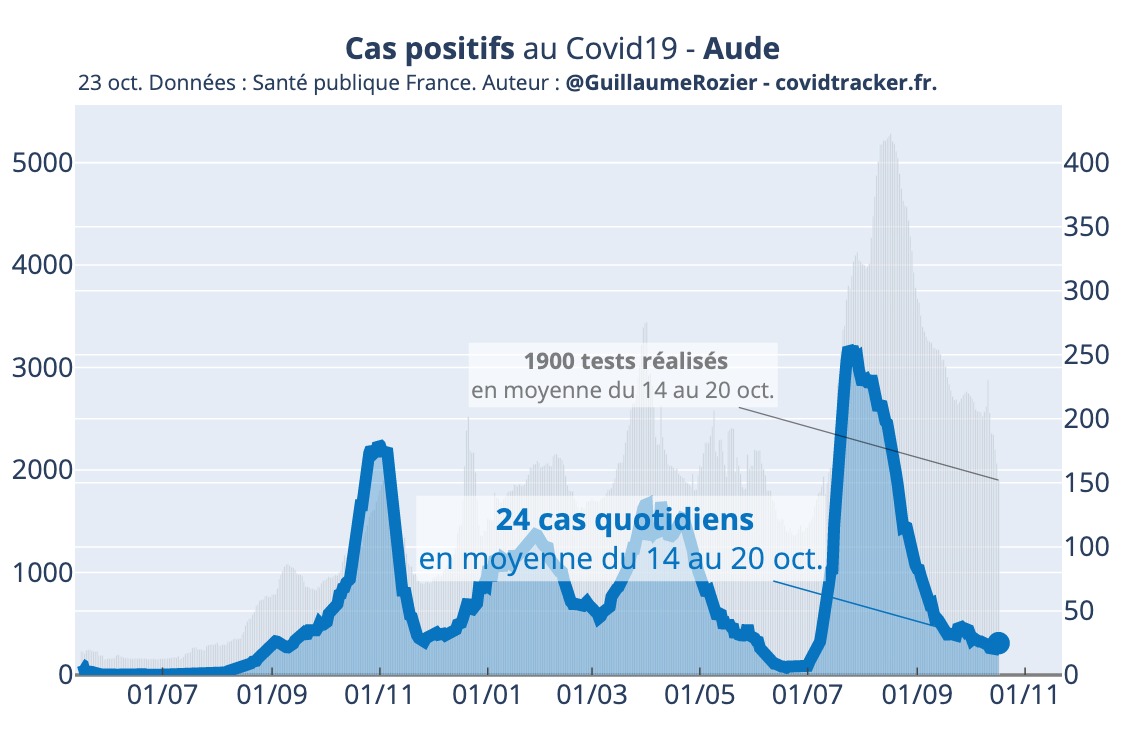 Cas positifs au Covid19 - Aude
23 oct. Données : Santé publique France. Auteur : @GuillaumeRozier - covidtracker.fr.
5000
4000
3000
2000
1000
0
400
350
300
250
200
150
100
50
0
1900 tests réalisés
en moyenne du 14 au 20 oct.
24 cas quotidiens
en moyenne du 14 au 20 oct.
01/07 01/09 01/11 01/01 01/03 01/05 01/07 01/09 01/11